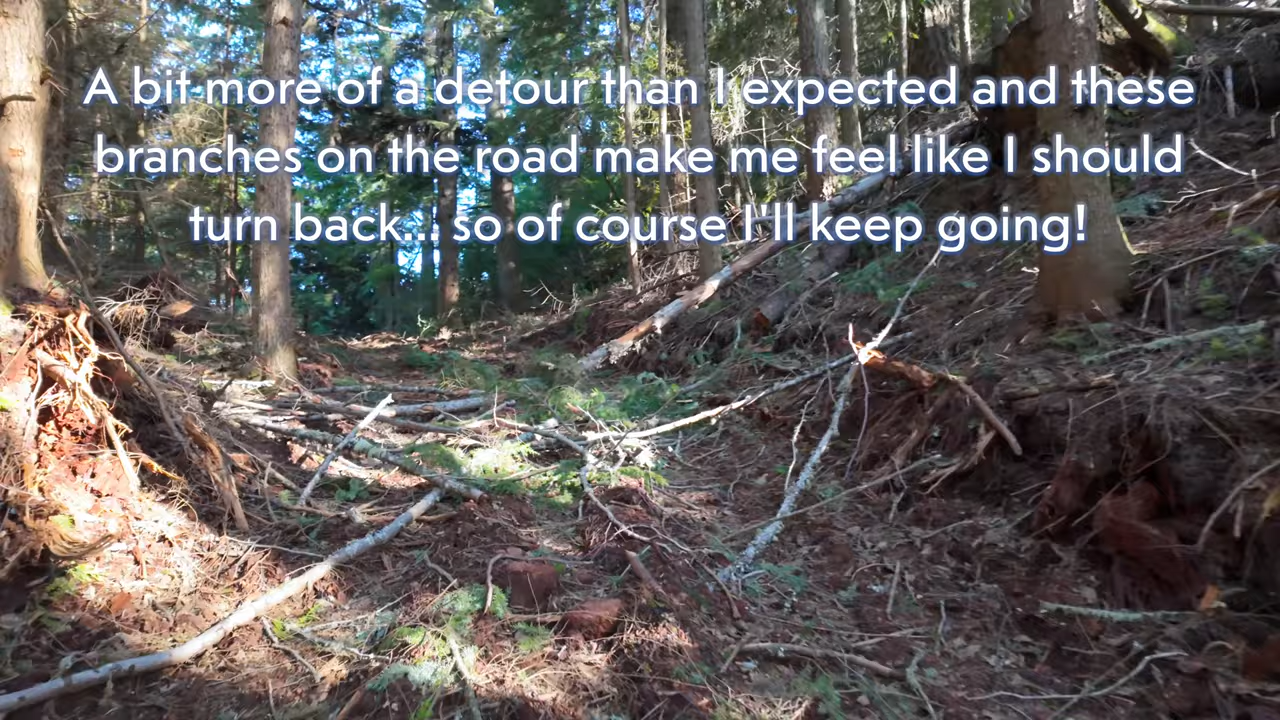 A bit more of a detour than I expected and these
branches on the road make me feel like I should
turn back... so of course I'll keep going!